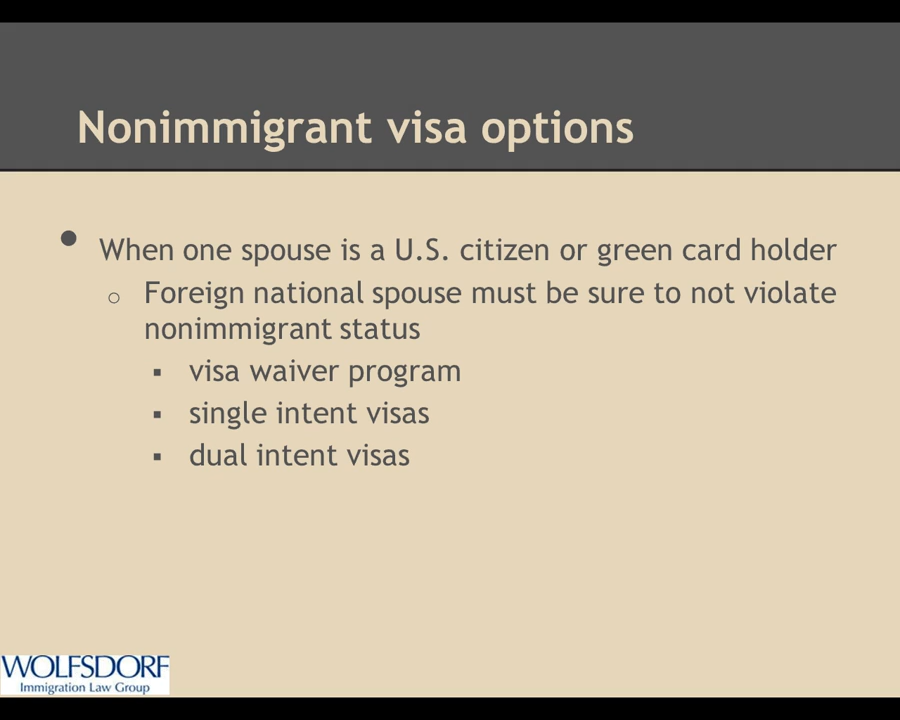 Nonimmigrant visa options
• When one spouse is a U.S. citizen or green card holder
○ Foreign national spouse must be sure to not violate
nonimmigrant status
▪ visa waiver program
▪ single intent visas
▪ dual intent visas
WOLFSDORF
Immigration Law Group